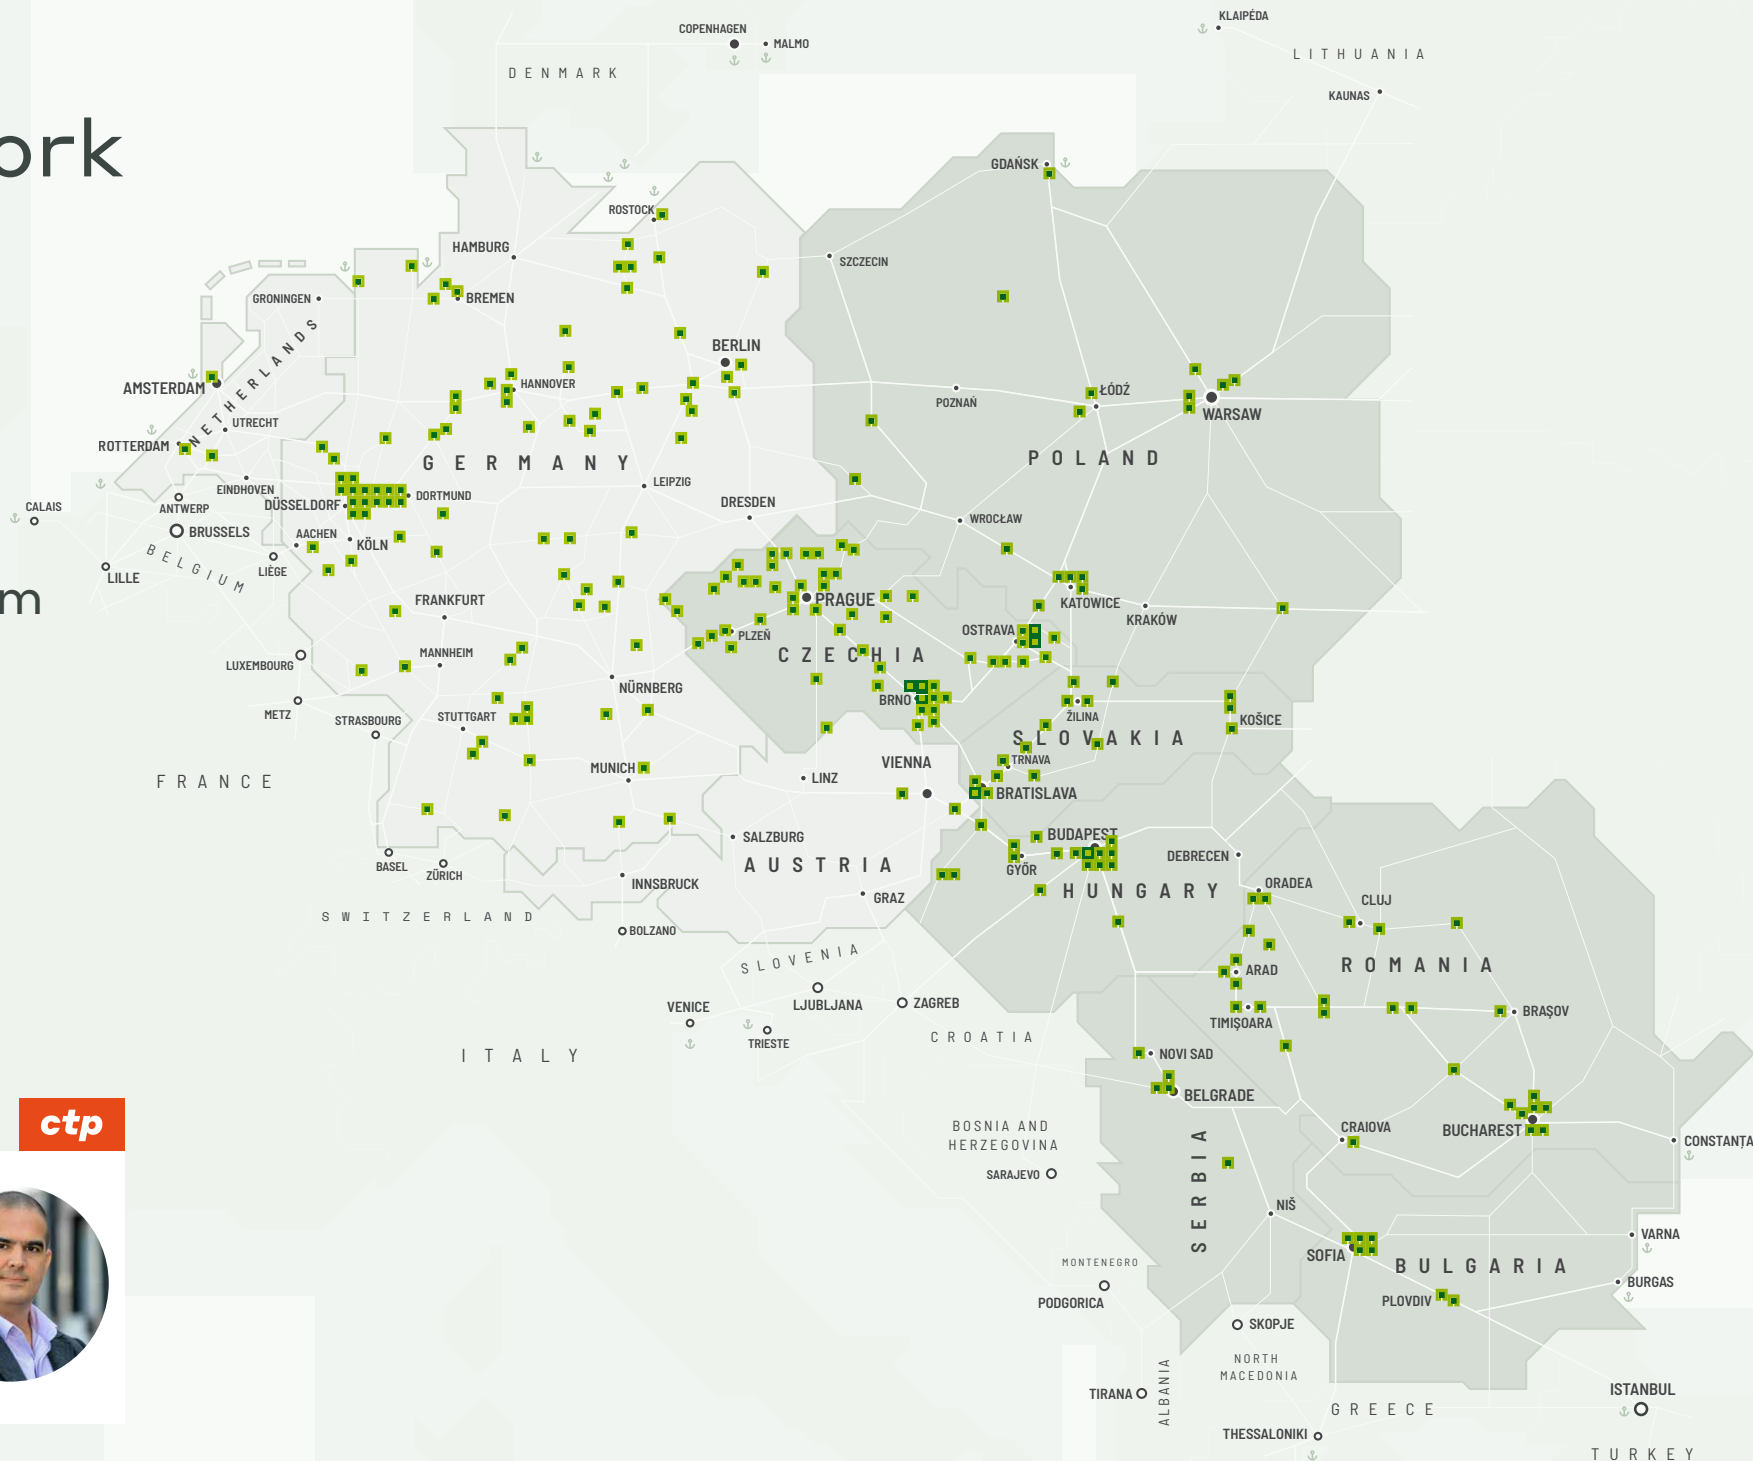 ork
m
ctp
COPENHAGEN
MALMO
DENMARK
KLAIPÉDA
LITHUANIA
KAUNAS
GDAŃSK
ROSTOCK
HAMBURG
SZCZECIN
GRONINGEN
BREMEN
NETHERLANDS
BERLIN
AMSTERDAM
HANNOVER
POZNAŃ
ŁÓDŹ
WARSAW
UTRECHT
ROTTERDAM
GERMANY
POLAND
EINDHOVEN
LEIPZIG
DORTMUND
DÜSSELDORF
ANTWERP
CALAIS
DRESDEN
WROCŁAW
BRUSSELS
AACHEN
KÖLN
BELGIUM
LIÈGE
LILLE
FRANKFURT
PRAGUE
KATOWICE
KRAKÓW
OSTRAVA
PLZEŇ
CZECHIA
MANNHEIM
LUXEMBOURG
NÜRNBERG
BRNO
METZ
STRASBOURG
STUTTGART
ŽILINA
KOŠICE
SLOVAKIA
TRNAVA
VIENNA
MUNICH
LINZ
FRANCE
BRATISLAVA
SALZBURG
BUDAPEST
DEBRECEN
BASEL
ZÜRICH
AUSTRIA
GYÖR
HUNGARY
ORADEA
INNSBRUCK
GRAZ
CLUJ
SWITZERLAND
BOLZANO
SLOVENIA
ROMANIA
ARAD
LJUBLJANA
ZAGREB
VENICE
TRIESTE
TIMIȘOARA
BRAȘOV
CROATIA
ITALY
NOVI SAD
BELGRADE
BOSNIA AND
HERZEGOVINA
CRAIOVA
BUCHAREST
CONSTANȚA
SARAJEVO
SERBIA
NIŠ
VARNA
SOFIA
BULGARIA
MONTENEGRO
BURGAS
PODGORICA
PLOVDIV
SKOPJE
NORTH
MACEDONIA
TIRANA
ALBANIA
ISTANBUL
GREECE
THESSALONIKI
TURKEY